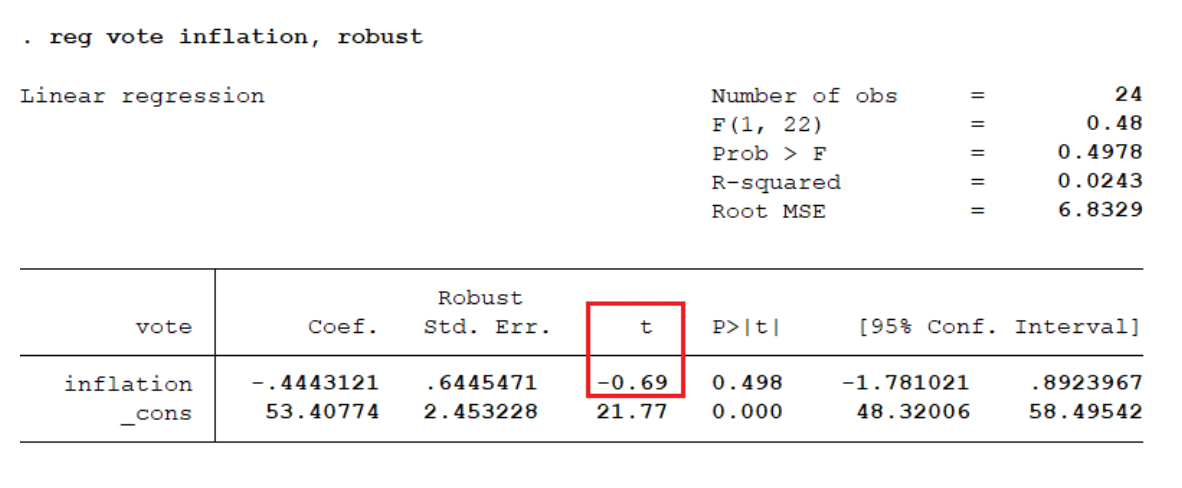 . reg vote inflation, robust
Linear regression Number of obs = 24
F(1, 22) = 0.48
Prob > F = 0.4978
R-squared = 0.0243
Root MSE = 6.8329
Robust
vote Coef. Std. Err. t P>|t| [95% Conf. Interval]
inflation -.4443121 .6445471 -0.69 0.498 -1.781021 .8923967
_cons 53.40774 2.453228 21.77 0.000 48.32006 58.49542